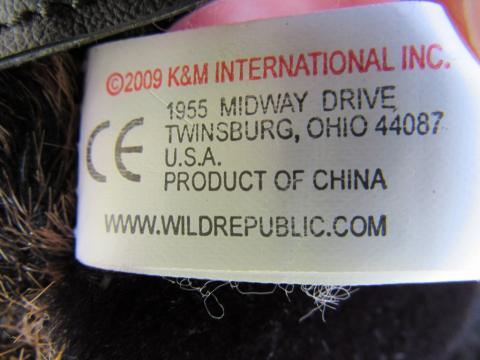 ©2009 K&M INTERNATIONAL INC.
1955 MIDWAY DRIVE
TWINSBURG, OHIO 44087
U.S.A.
CE
PRODUCT OF CHINA
WWW.WILDREPUBLIC.COM